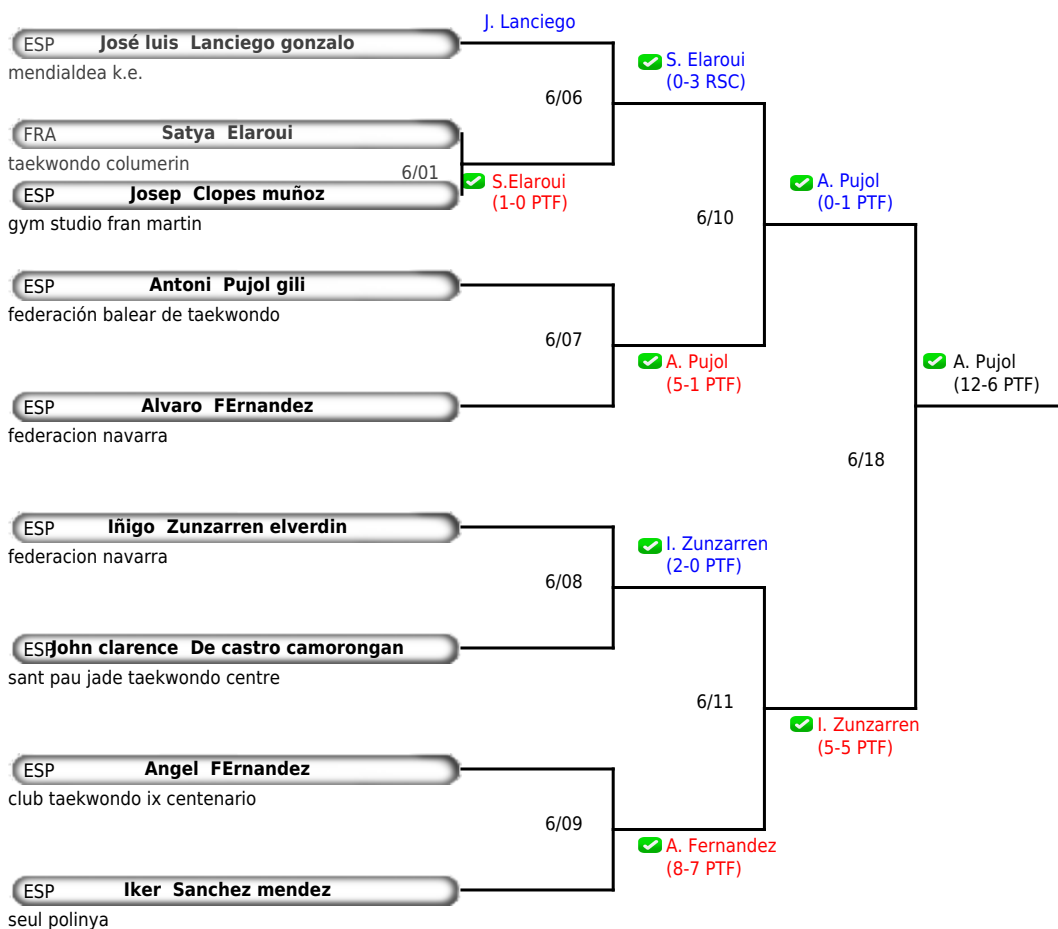 J. Lanciego
ESP José luis Lanciego gonzalo
mendialdea k.e.
S. Elaroui
(0-3 RSC)
6/06
FRA Satya Elaroui
taekwondo columerin
6/01
S.Elaroui
(1-0 PTF)
ESP Josep Clopes muñoz
gym studio fran martin
A. Pujol
(0-1 PTF)
6/10
ESP Antoni Pujol gili
federación balear de taekwondo
6/07
A. Pujol
(5-1 PTF)
A. Pujol
(12-6 PTF)
ESP Alvaro FErnandez
federacion navarra
6/18
ESP Iñigo Zunzarren elverdin
federacion navarra
I. Zunzarren
(2-0 PTF)
6/08
ESP John clarence De castro camorongan
sant pau jade taekwondo centre
6/11
I. Zunzarren
(5-5 PTF)
ESP Angel FErnandez
club taekwondo ix centenario
6/09
A. Fernandez
(8-7 PTF)
ESP Iker Sanchez mendez
seul polinya